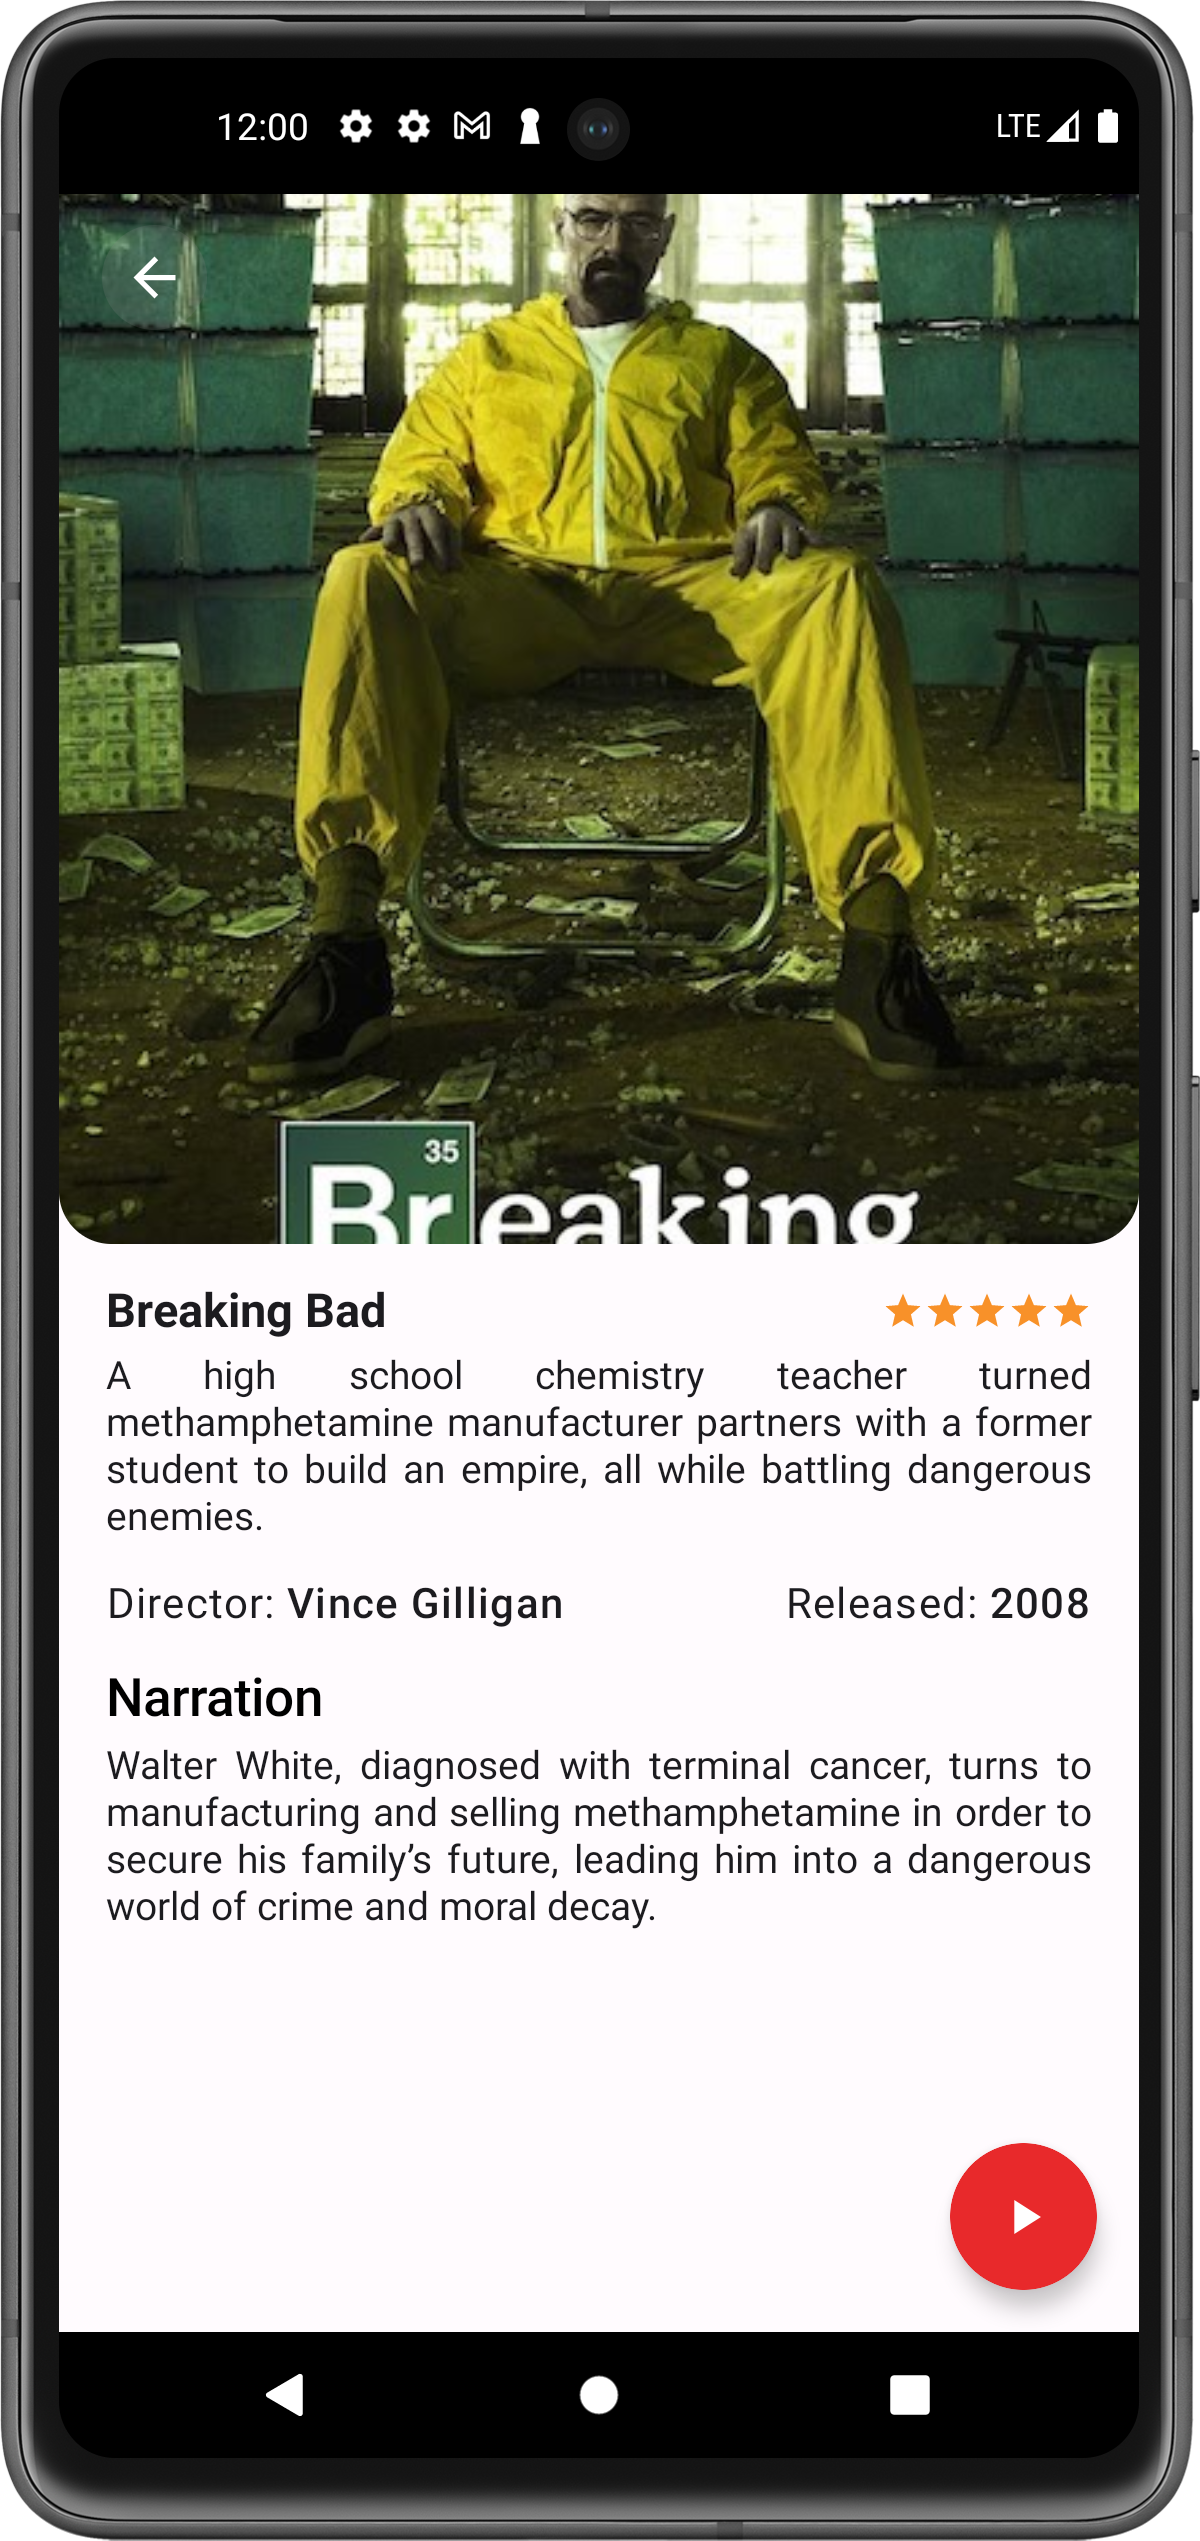 12:00 LTE
35
Breaking
Breaking Bad
A high school chemistry teacher turned
methamphetamine manufacturer partners with a former
student to build an empire, all while battling dangerous
enemies.
Director: Vince Gilligan Released: 2008
Narration
Walter White, diagnosed with terminal cancer, turns to
manufacturing and selling methamphetamine in order to
secure his family’s future, leading him into a dangerous
world of crime and moral decay.